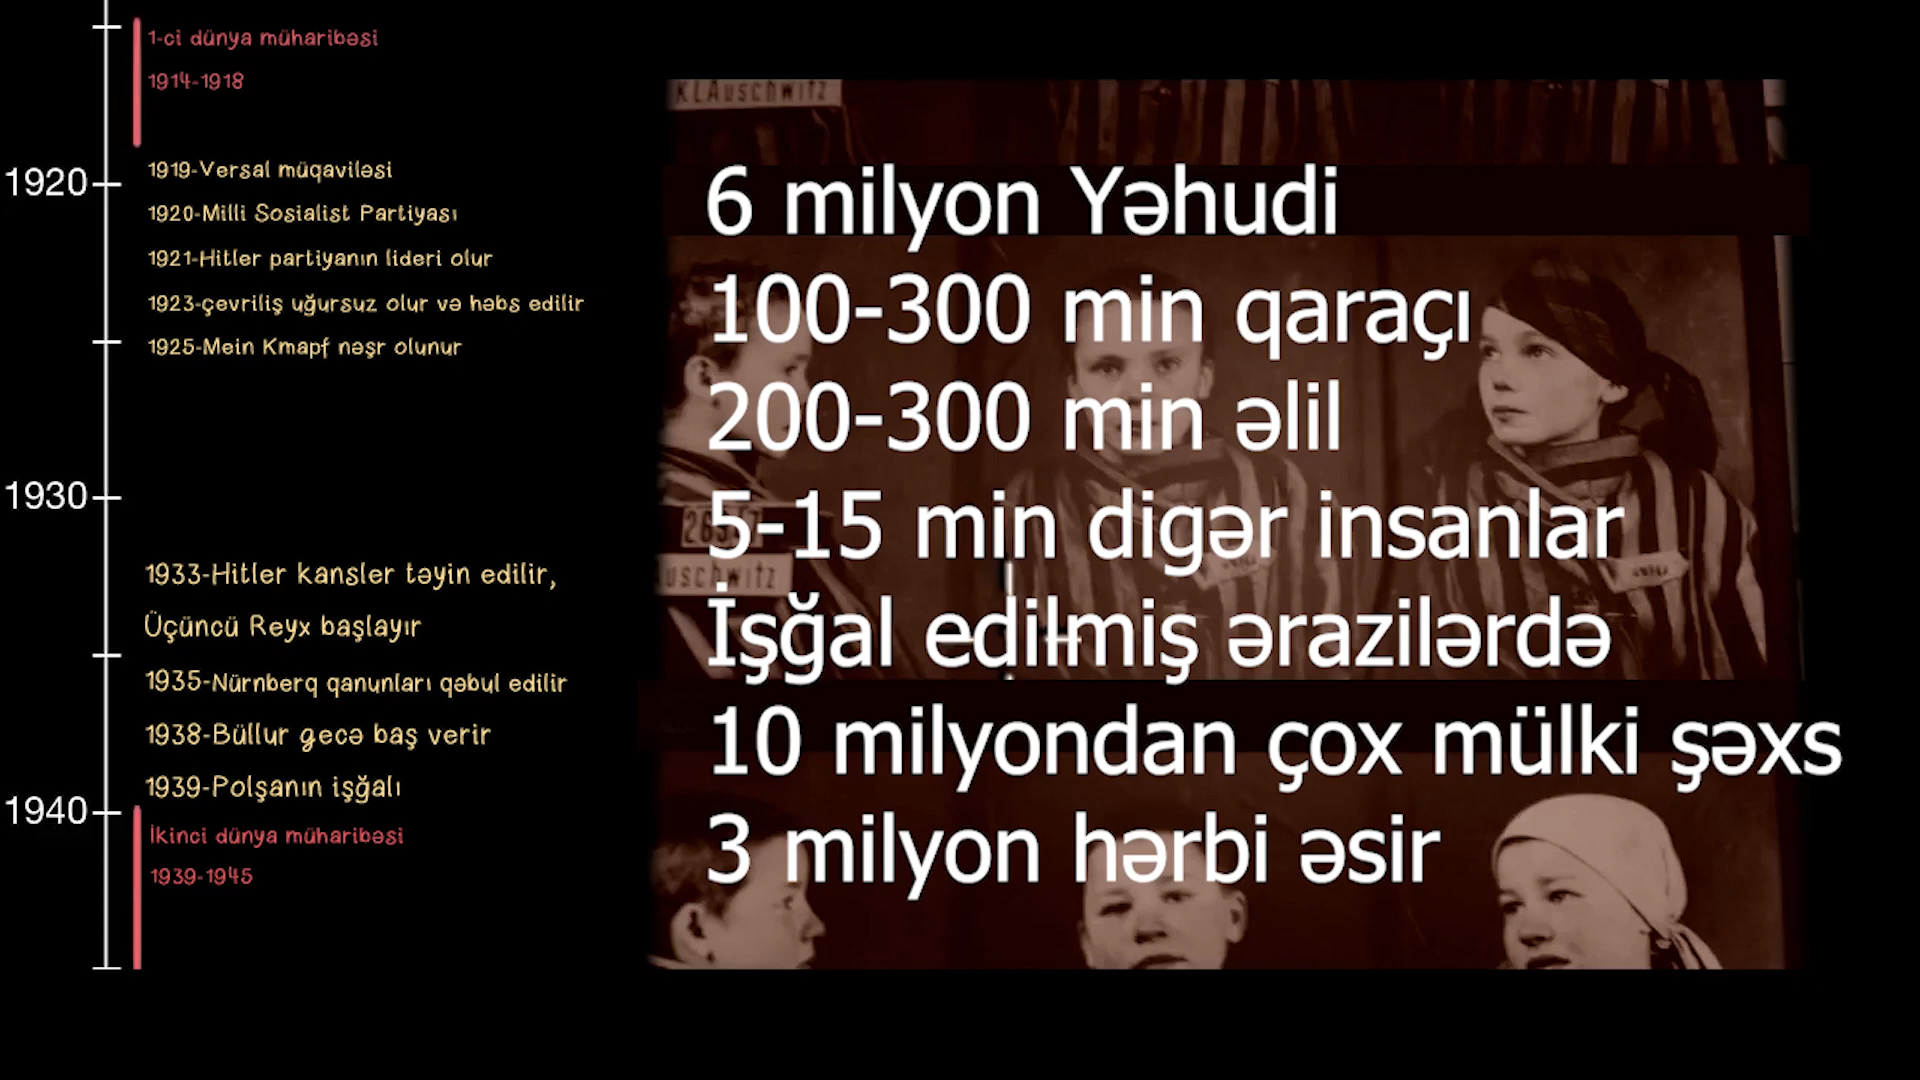 1-ci dünya müharibəsi
1914-1918
1920
1919-Versal müqaviləsi
1920-Milli Sosialist Partiyası
1921-Hitler partiyanın lideri olur
1923-çevriliş uğursuz olur və həbs edilir
1925-Mein Kmapf nəşr olunur
1930
1933-Hitler kansler təyin edilir,
Üçüncü Reyx başlayır
1935-Nürnberq qanunları qəbul edilir
1938-Büllur gecə baş verir
1939-Polşanın işğalı
1940
İkinci dünya müharibəsi
1939-1945
KLAuschwitz
6 milyon Yəhudi
100-300 min qaraçı
200-300 min əlil
5-15 min digər insanlar
İşğal edilmiş ərazilərdə
10 milyondan çox mülki şəxs
3 milyon hərbi əsir